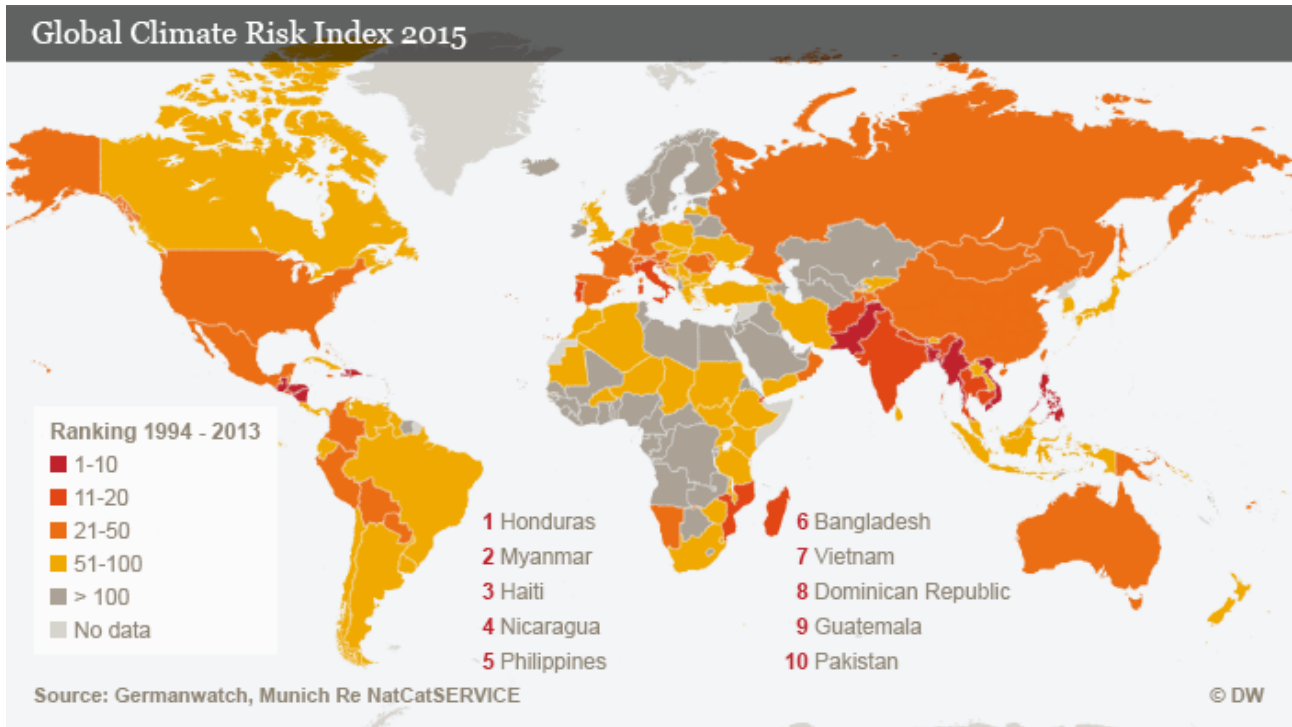 Global Climate Risk Index 2015
Ranking 1994 - 2013
1-10
11-20
21-50
51-100
> 100
No data
1 Honduras
2 Myanmar
3 Haiti
4 Nicaragua
5 Philippines
6 Bangladesh
7 Vietnam
8 Dominican Republic
9 Guatemala
10 Pakistan
Source: Germanwatch, Munich Re NatCatSERVICE
© DW